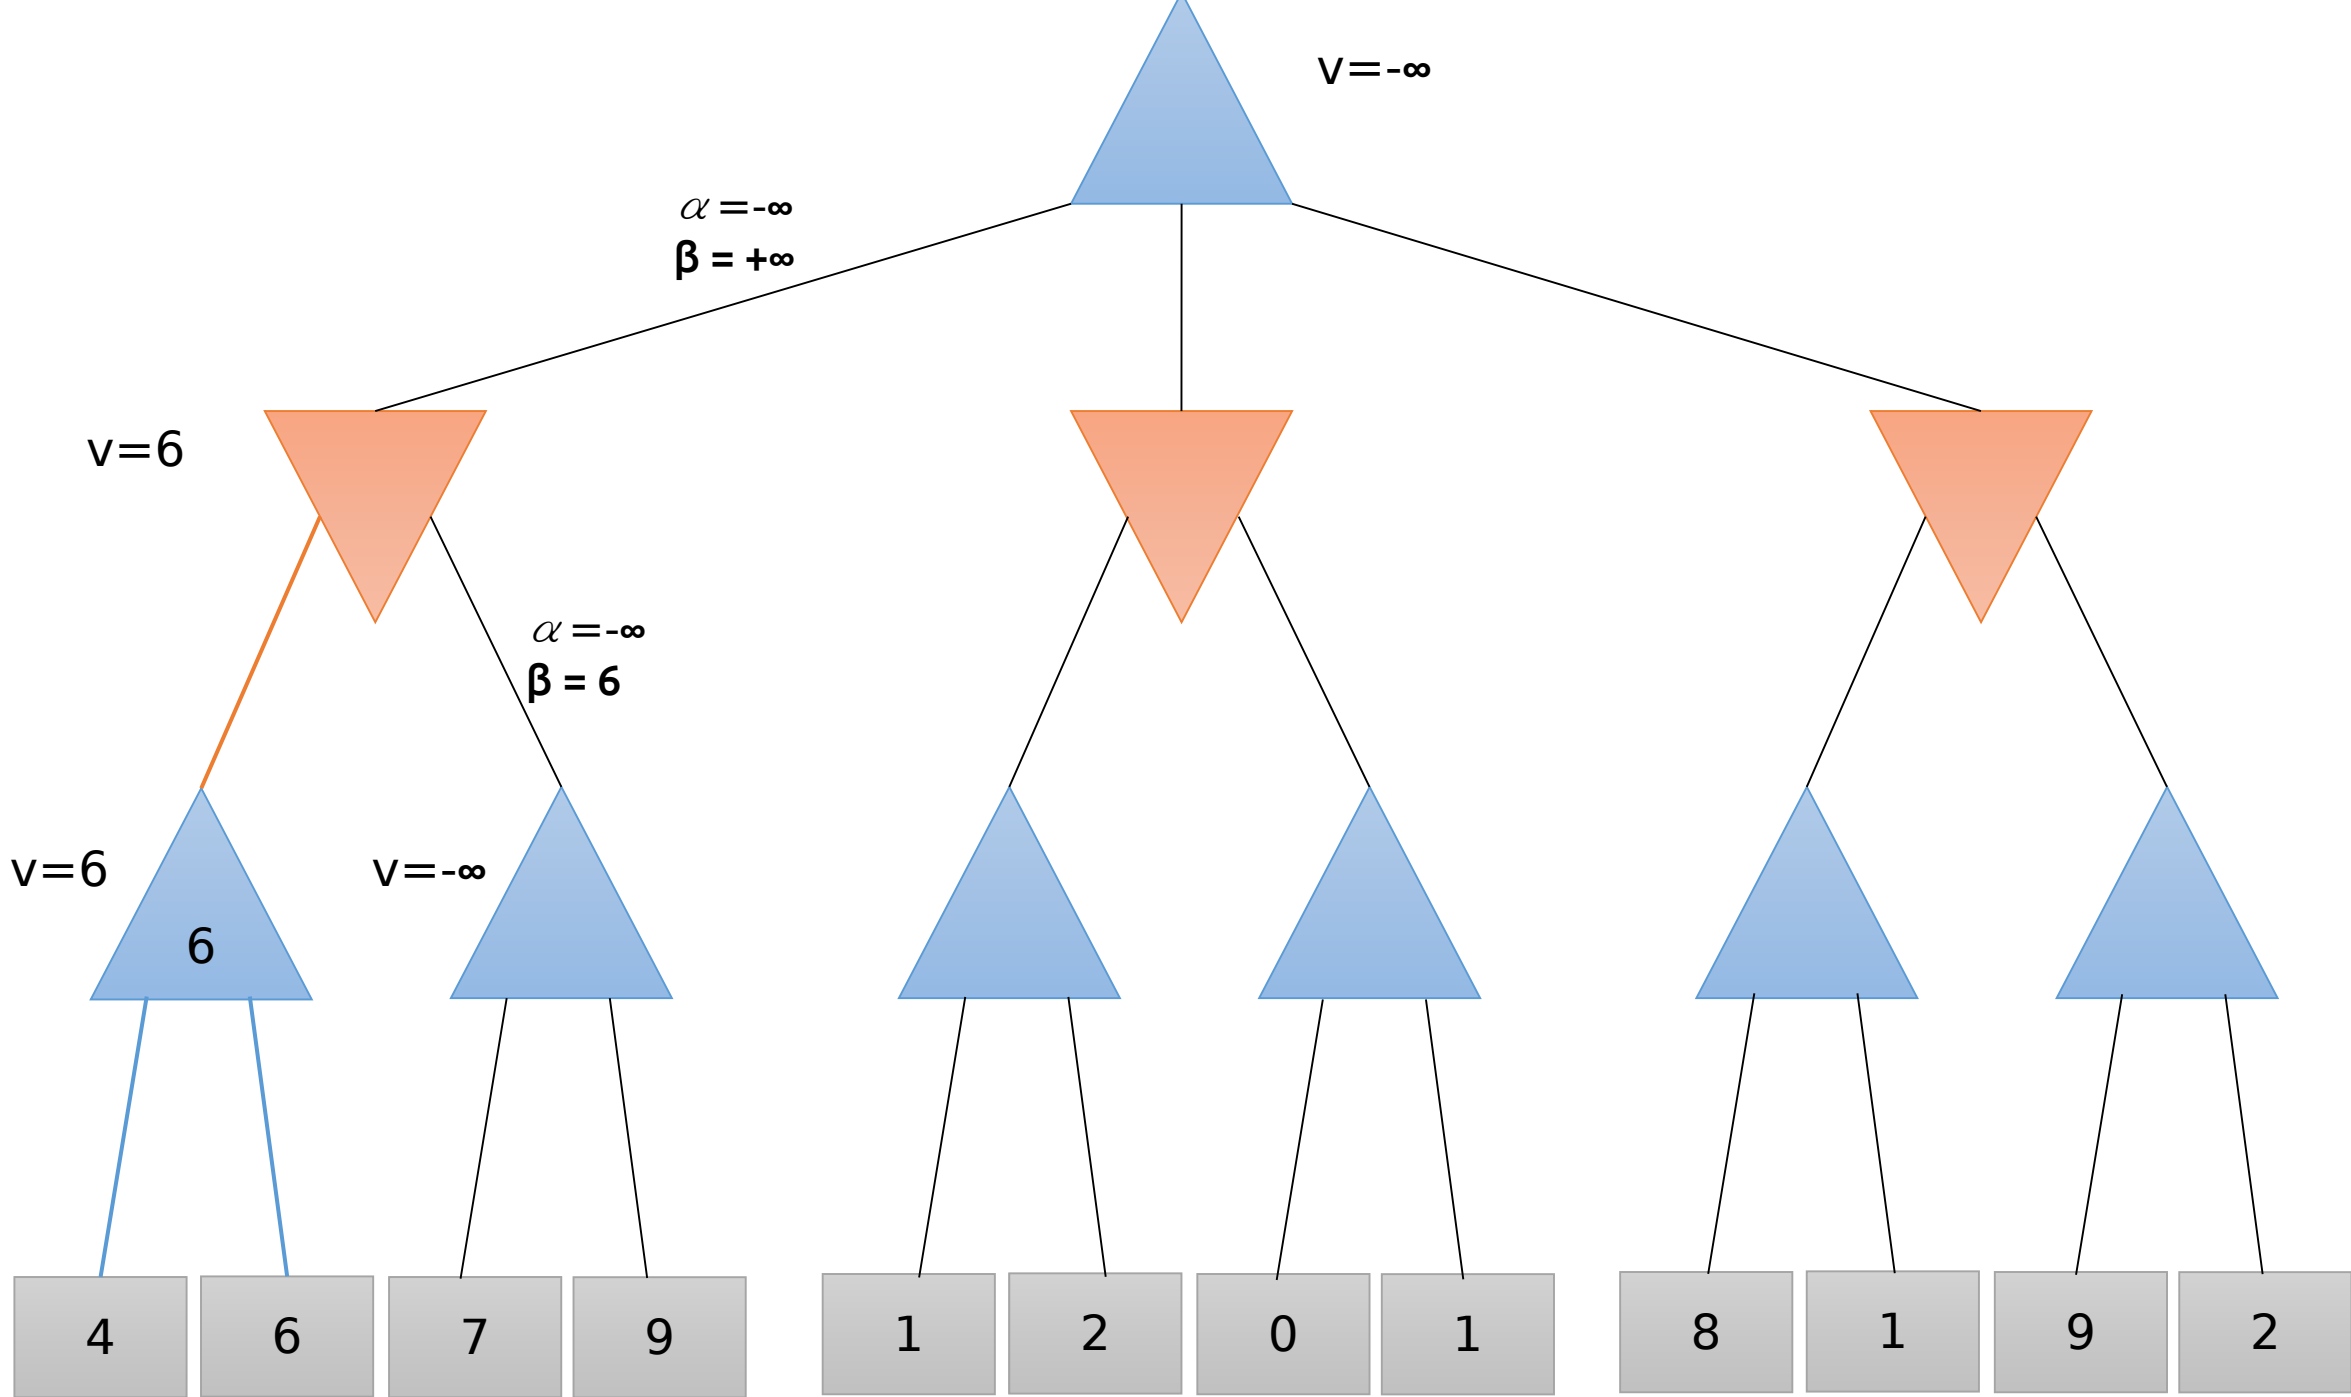 v=-∞
α =-∞
β = +∞
v=6
α =-∞
β = 6
v=6
v=-∞
6
4 6 7 9 1 2 0 1 8 1 9 2